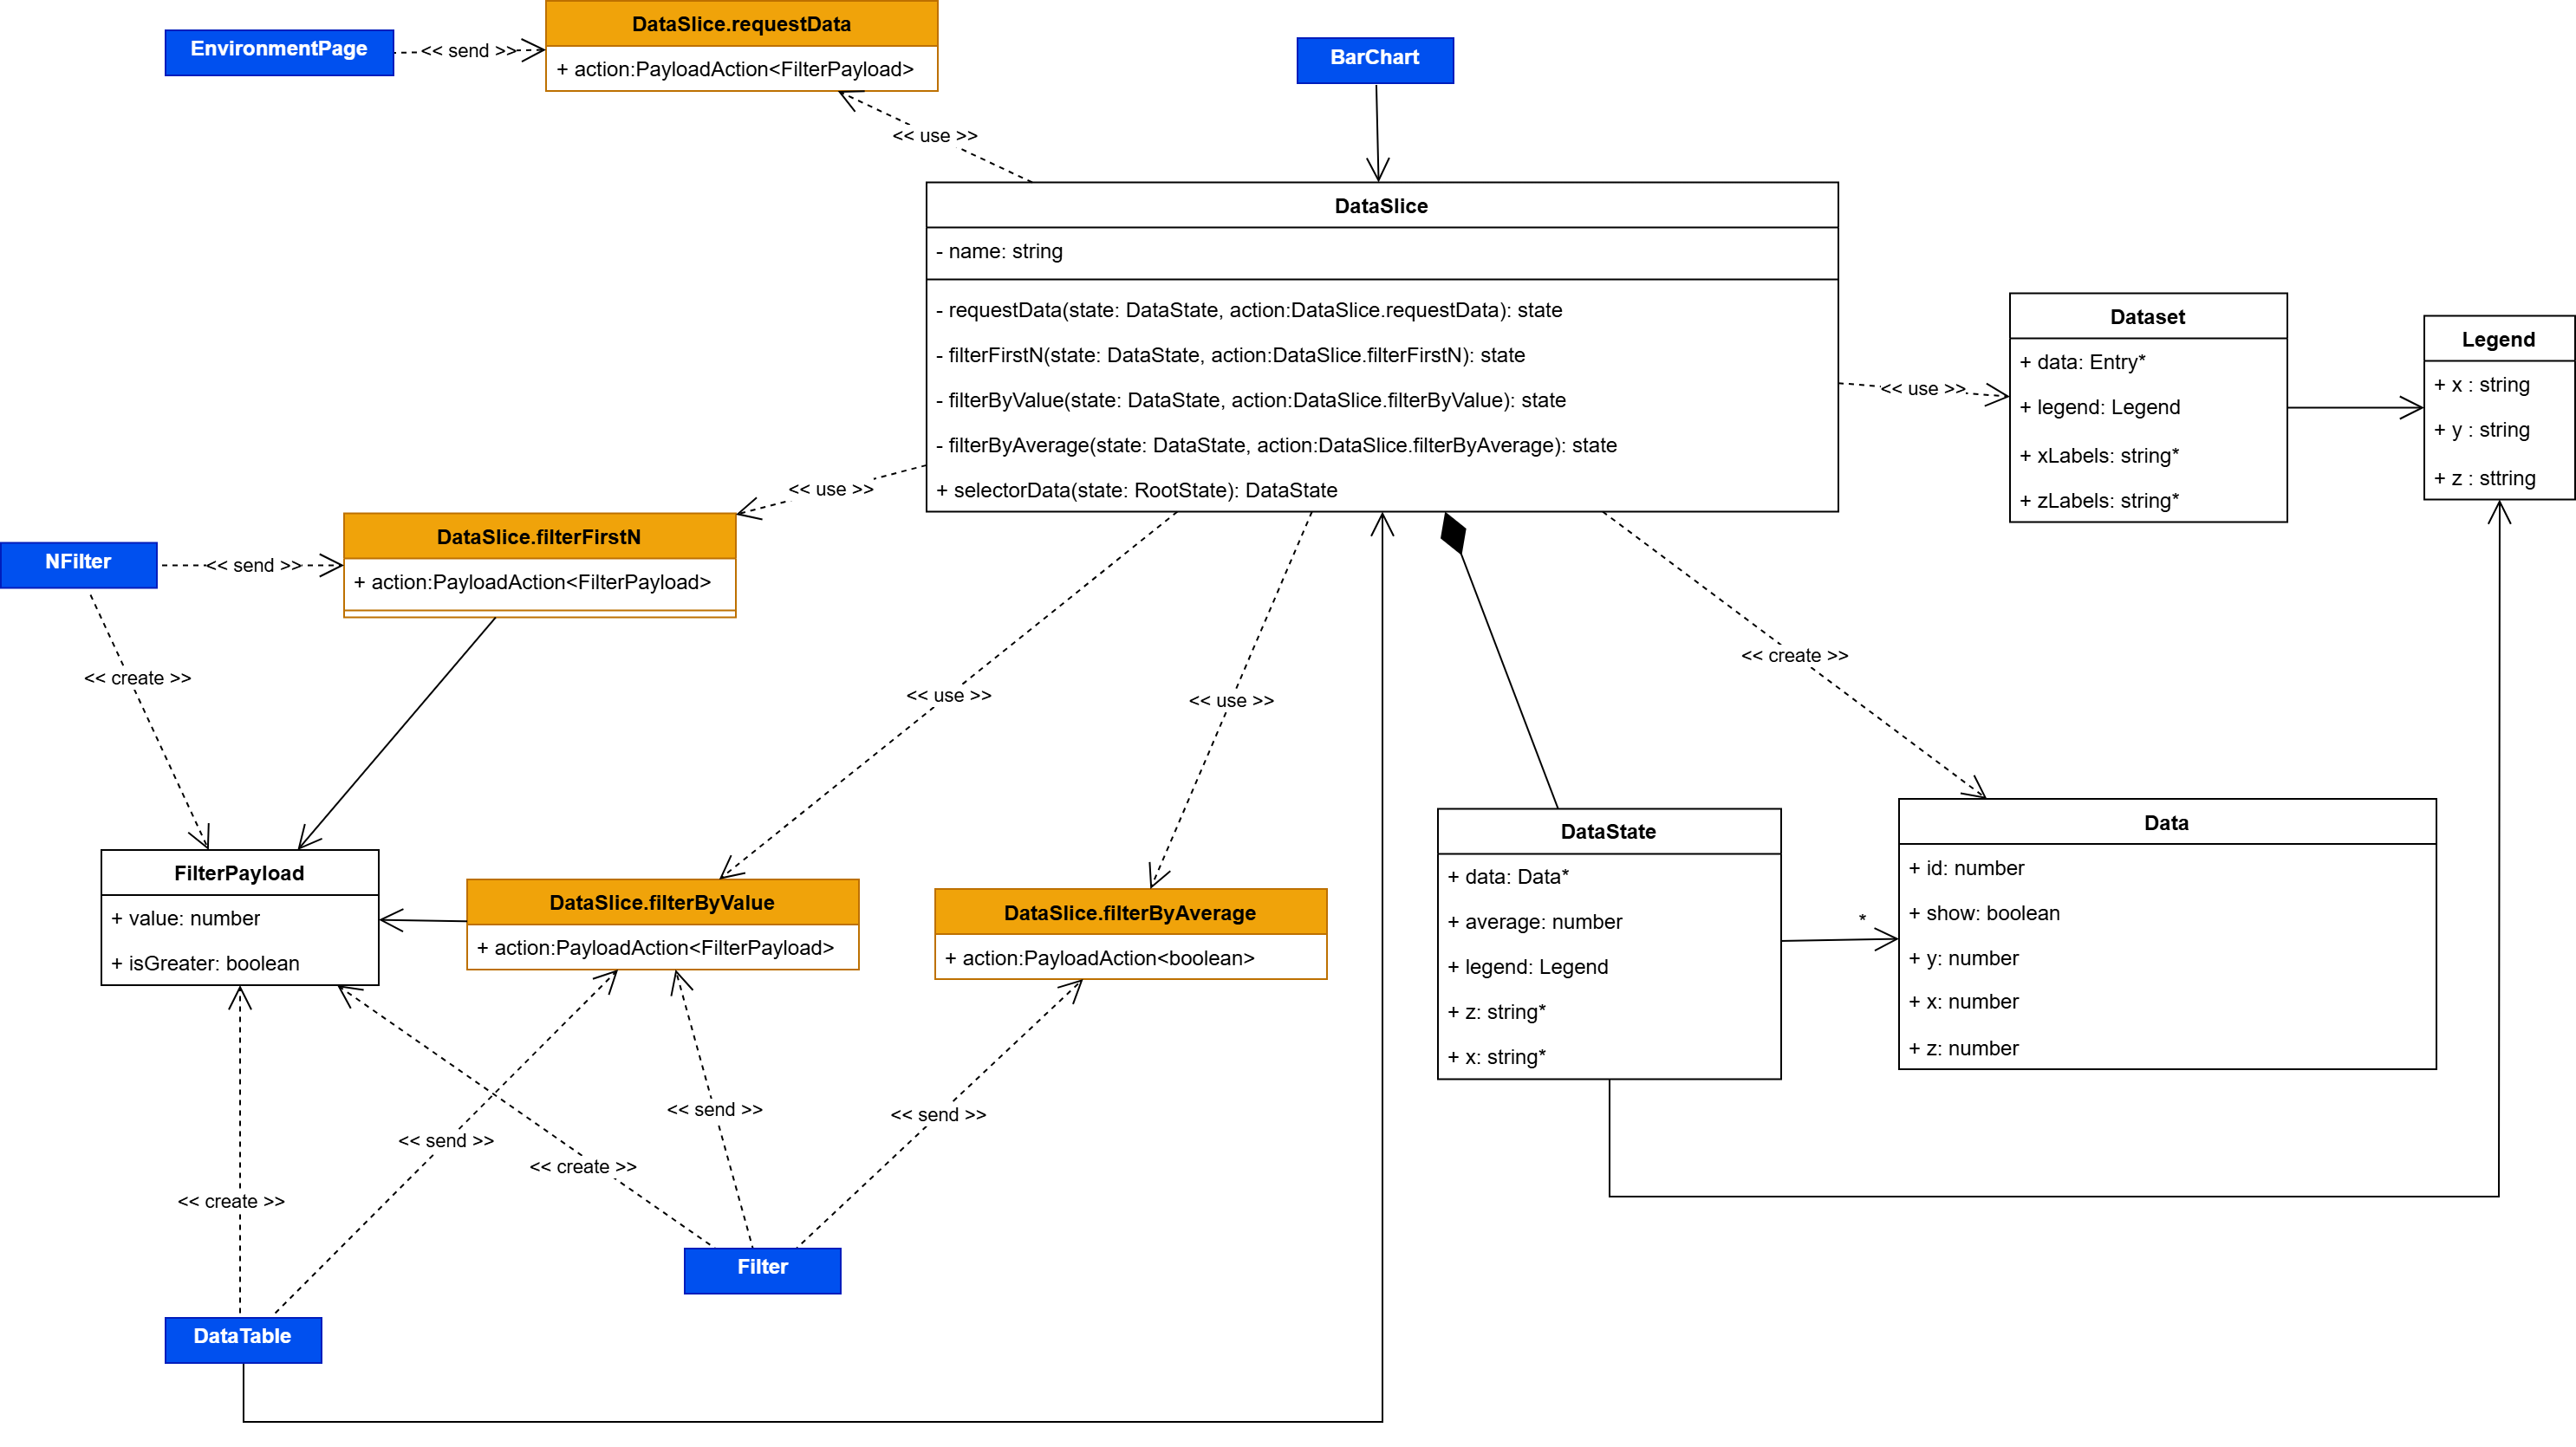 DataSlice.requestData
+ action:PayloadAction<FilterPayload>
EnvironmentPage
<< send >>
BarChart
<< use >>
DataSlice
- name: string
- requestData(state: DataState, action:DataSlice.requestData): state
- filterFirstN(state: DataState, action:DataSlice.filterFirstN): state
- filterByValue(state: DataState, action:DataSlice.filterByValue): state
- filterByAverage(state: DataState, action:DataSlice.filterByAverage): state
+ selectorData(state: RootState): DataState
<< use >>
Dataset
+ data: Entry*
+ legend: Legend
+ xLabels: string*
+ zLabels: string*
Legend
+ x : string
+ y : string
+ z : sttring
<< use >>
NFilter
<< send >>
DataSlice.filterFirstN
+ action:PayloadAction<FilterPayload>
<< create >>
<< use >>
<< use >>
<< create >>
FilterPayload
+ value: number
+ isGreater: boolean
DataSlice.filterByValue
+ action:PayloadAction<FilterPayload>
DataSlice.filterByAverage
+ action:PayloadAction<boolean>
DataState
+ data: Data*
+ average: number
+ legend: Legend
+ z: string*
+ x: string*
*
Data
+ id: number
+ show: boolean
+ y: number
+ x: number
+ z: number
<< send >>
<< send >>
<< send >>
<< create >>
<< create >>
Filter
DataTable